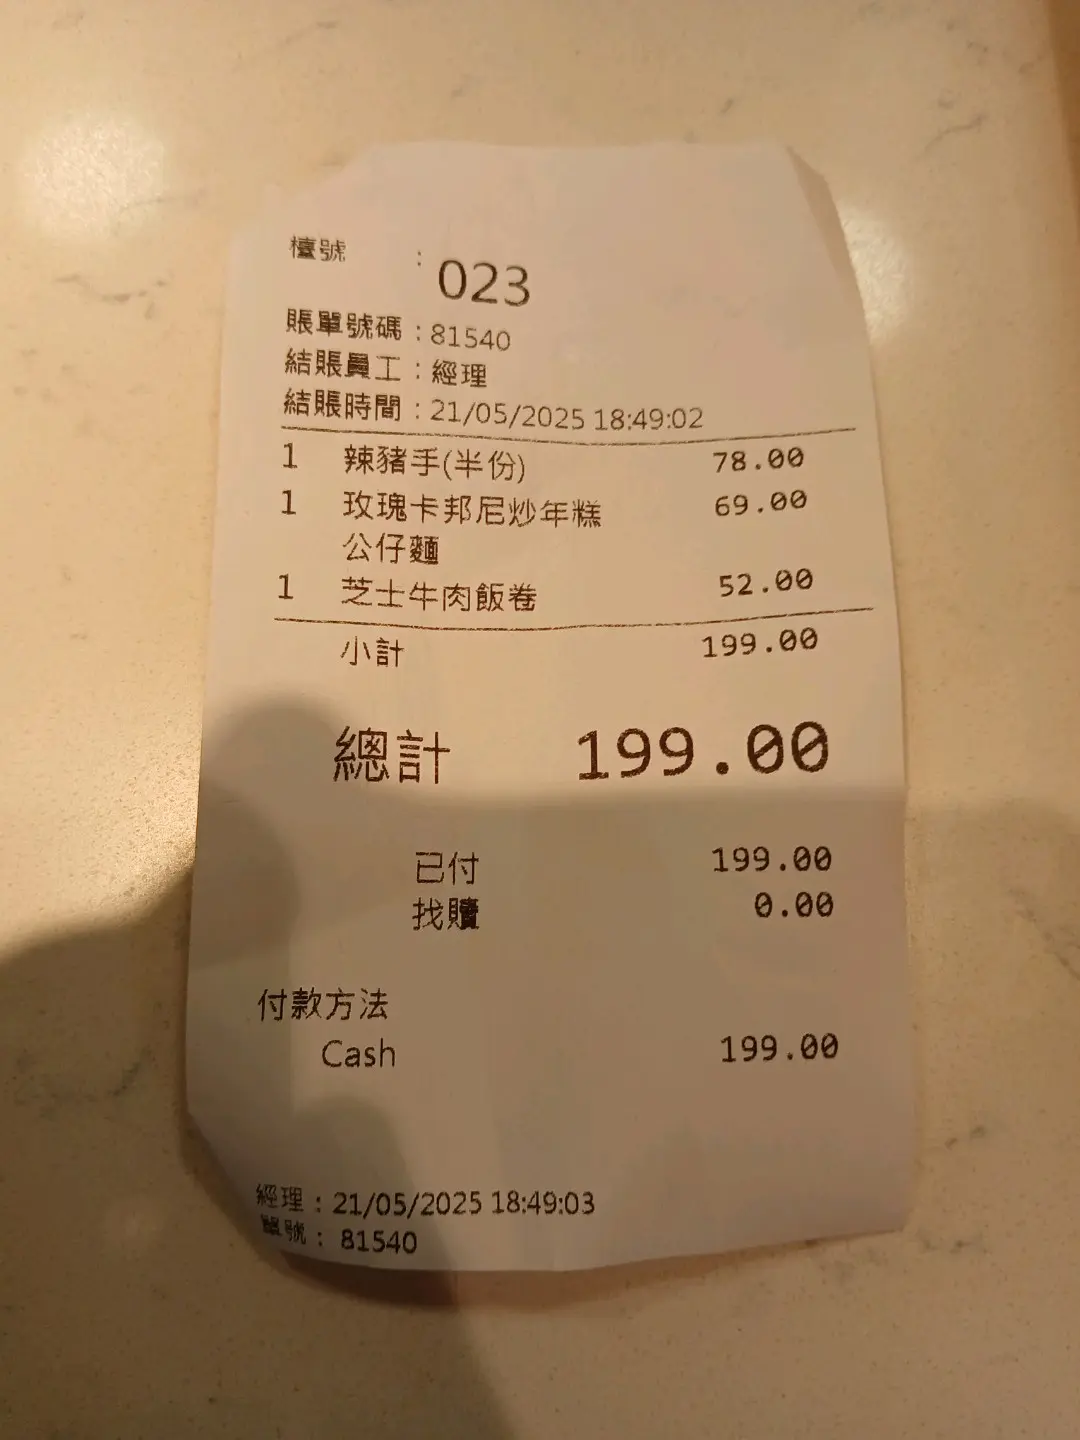 檯號 : 023
賬單號碼 : 81540
結賬員工 : 經理
結賬時間 : 21/05/2025 18:49:02
1 辣豬手(半份) 78.00
1 玫瑰卡邦尼炒年糕 69.00
公仔麵
1 芝士牛肉飯卷 52.00
小計 199.00
總計 199.00
已付 199.00
找贖 0.00
付款方法
Cash 199.00
經理 : 21/05/2025 18:49:03
單號 : 81540